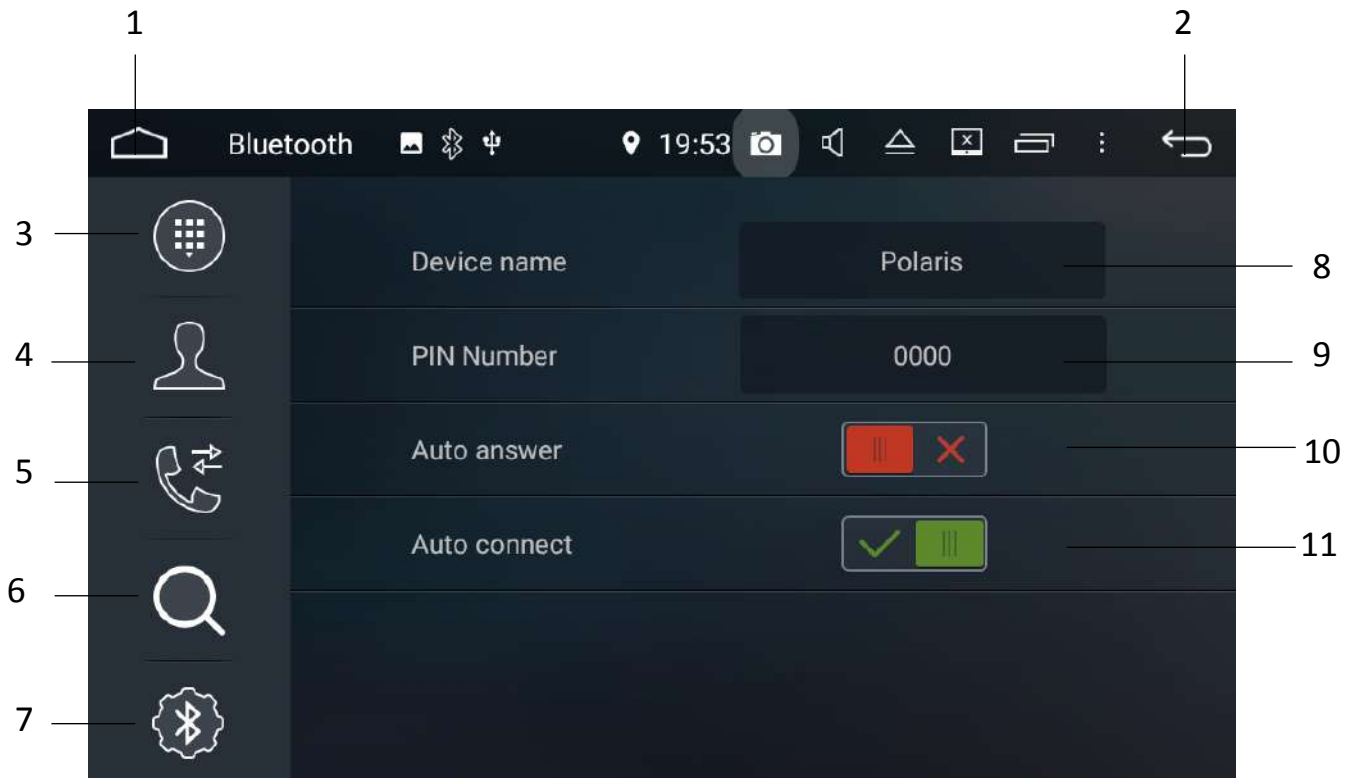 1 2
Bluetooth 19:53
3
Device name Polaris 8
4 PIN Number 0000 9
5 Auto answer 10
Auto connect 11
6
7